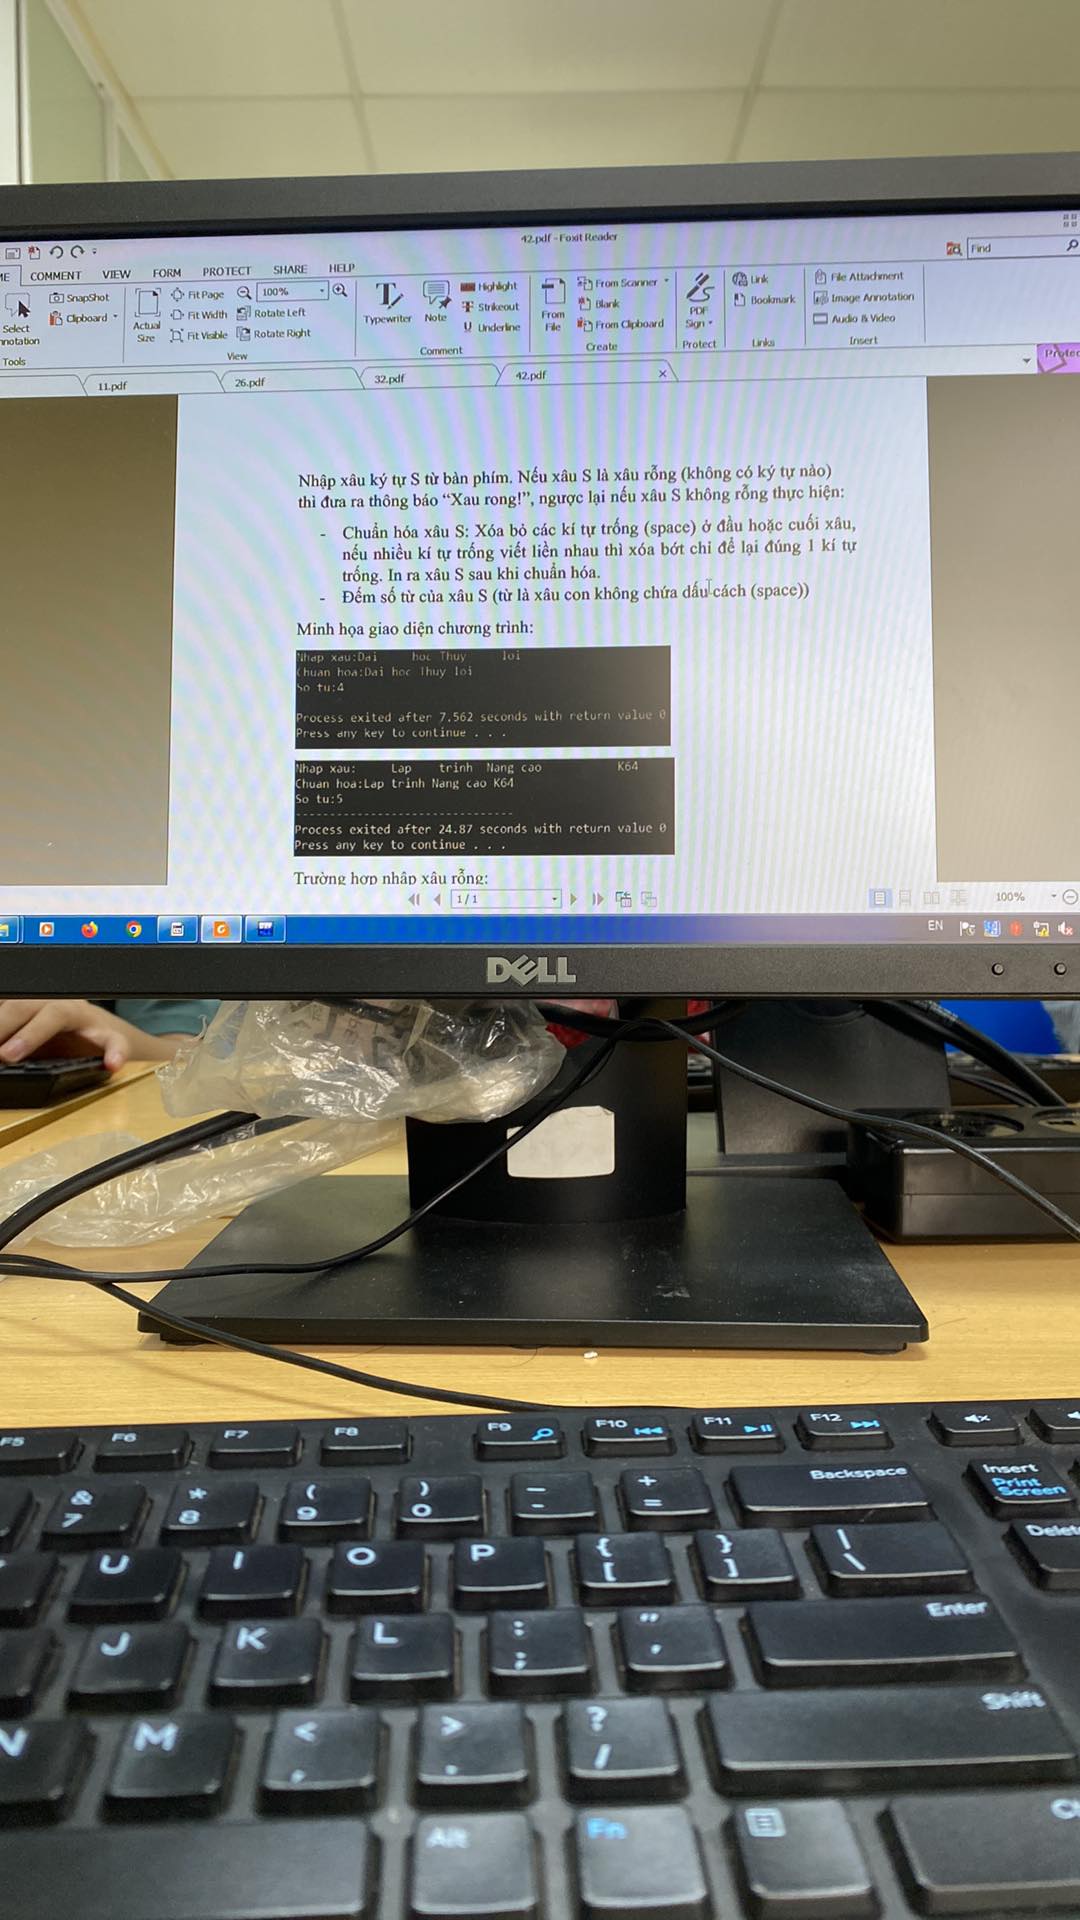 42.pdf - Foxit Reader
Find
ME COMMENT VIEW FORM PROTECT SHARE HELP
Select
Annotation
Tools
SnapShot
Clipboard
Actual
Size
Fit Page
Fit Width
Fit Visible
100%
Rotate Left
Rotate Right
View
Typewriter
Note
Highlight
Strikeout
Underline
Comment
From
File
From Scanner
Blank
From Clipboard
Create
PDF
Sign
Protect
Link
Bookmark
Links
File Attachment
Image Annotation
Audio & Video
Insert
11.pdf 26.pdf 32.pdf 42.pdf x
Protec
Nhập xâu ký tự S từ bàn phím. Nếu xâu S là xâu rỗng (không có ký tự nào)
thì đưa ra thông báo “Xau rong!”, ngược lại nếu xâu S không rỗng thực hiện:
- Chuẩn hóa xâu S: Xóa bỏ các kí tự trống (space) ở đầu hoặc cuối xâu,
nếu nhiều kí tự trống viết liền nhau thì xóa bớt chỉ để lại đúng 1 kí tự
trống. In ra xâu S sau khi chuẩn hóa.
- Đếm số từ của xâu S (từ là xâu con không chứa dấu cách (space))
Minh họa giao diện chương trình:
Nhap xau:Dai     hoc Thuy     loi
Chuan hoa:Dai hoc Thuy loi
So tu:4
Process exited after 7.562 seconds with return value 0
Press any key to continue . . .
Nhap xau:     Lap    trinh  Nang cao           K64
Chuan hoa:Lap trinh Nang cao K64
So tu:5
--------------------------------
Process exited after 24.87 seconds with return value 0
Press any key to continue . . .
Trường hợp nhập xâu rỗng:
1 / 1
100%
EN
DELL
F5 F6 F7 F8 F9 F10 F11 F12
& 7 * 8 ( 9 ) 0 _ - + = Backspace Insert Print Screen
U I O P { [ } ] | \ Delete
J K L : ; " ' Enter
N M < , > . ? / Shift
Alt Fn